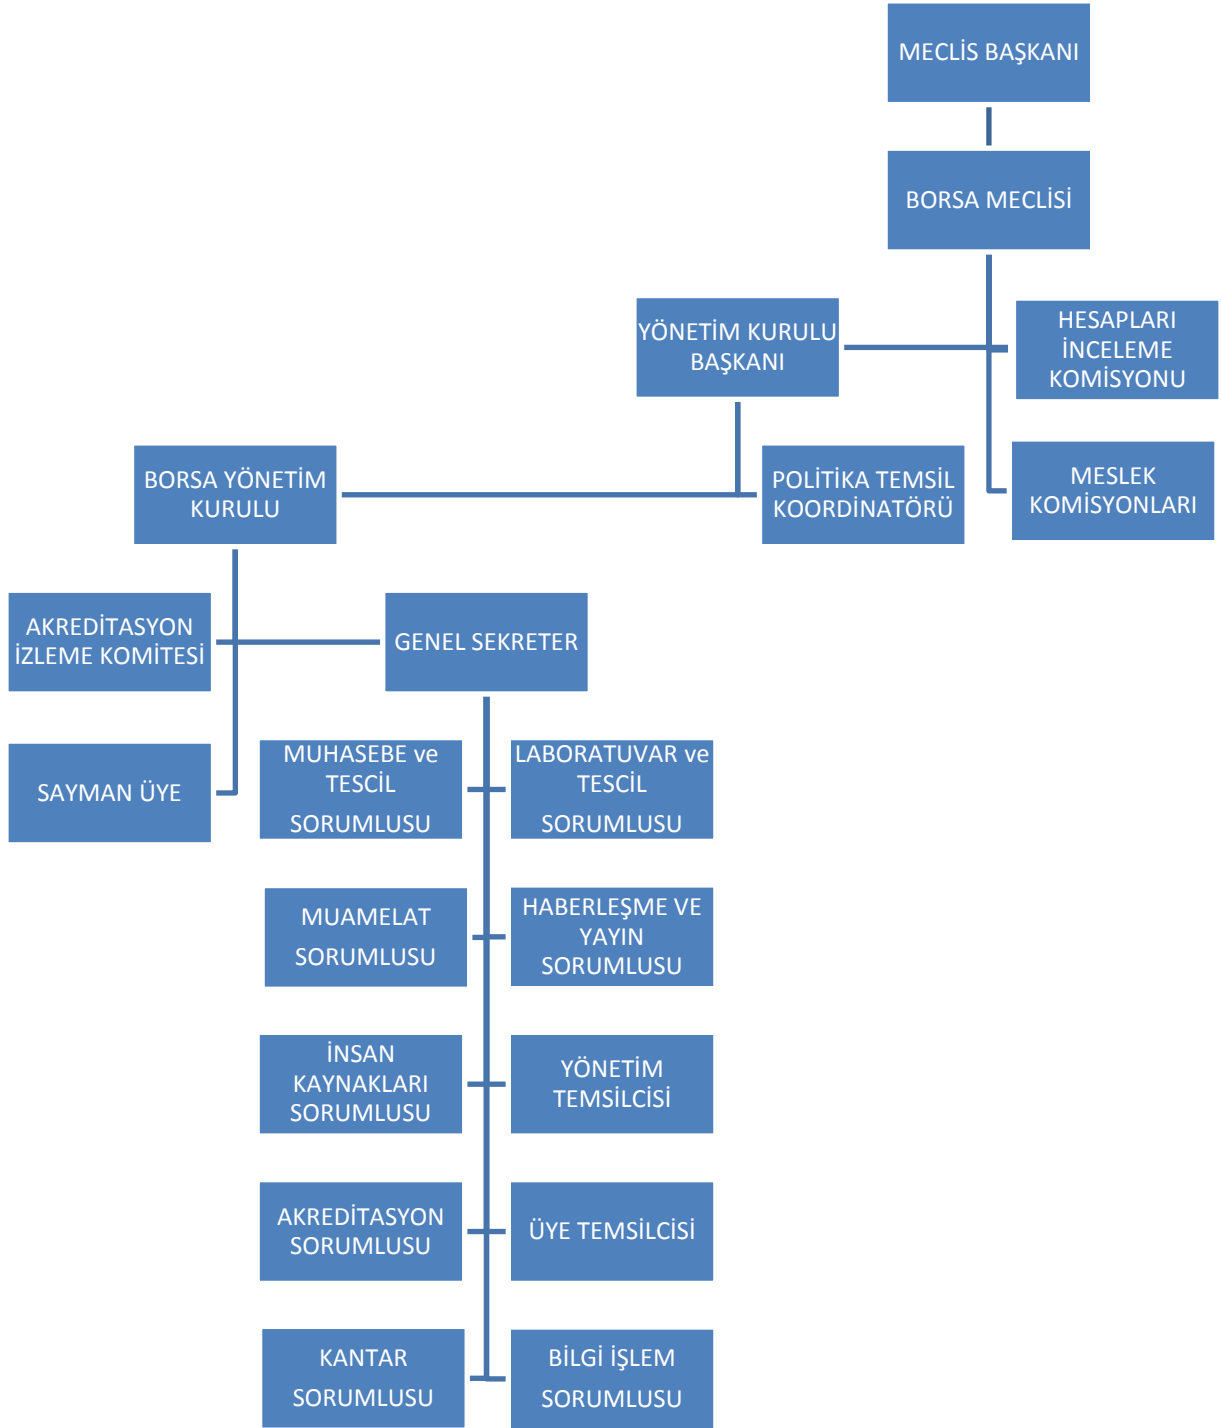 MECLİS BAŞKANI
BORSA MECLİSİ
YÖNETİM KURULU
BAŞKANI
HESAPLARI
İNCELEME
KOMİSYONU
BORSA YÖNETİM
KURULU
POLİTİKA TEMSİL
KOORDİNATÖRÜ
MESLEK
KOMİSYONLARI
AKREDİTASYON
İZLEME KOMİTESİ
GENEL SEKRETER
SAYMAN ÜYE
MUHASEBE ve
TESCİL
SORUMLUSU
LABORATUVAR ve
TESCİL
SORUMLUSU
MUAMELAT
SORUMLUSU
HABERLEŞME VE
YAYIN
SORUMLUSU
İNSAN
KAYNAKLARI
SORUMLUSU
YÖNETİM
TEMSİLCİSİ
AKREDİTASYON
SORUMLUSU
ÜYE TEMSİLCİSİ
KANTAR
SORUMLUSU
BİLGİ İŞLEM
SORUMLUSU